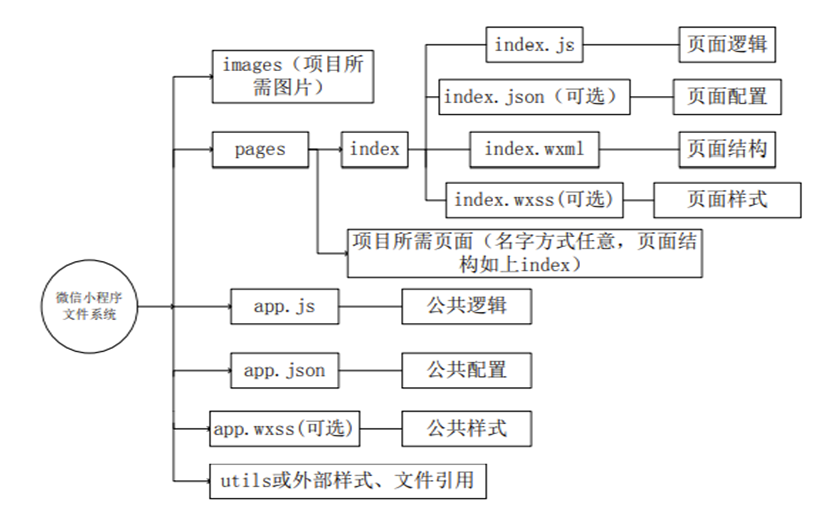 index.js
页面逻辑
images（项目所
需图片）
index.json（可选）
页面配置
pages
index
index.wxml
页面结构
index.wxss(可选)
页面样式
项目所需页面（名字方式任意，页面结
构如上index）
微信小程序
文件系统
app.js
公共逻辑
app.json
公共配置
app.wxss(可选)
公共样式
utils或外部样式、文件引用